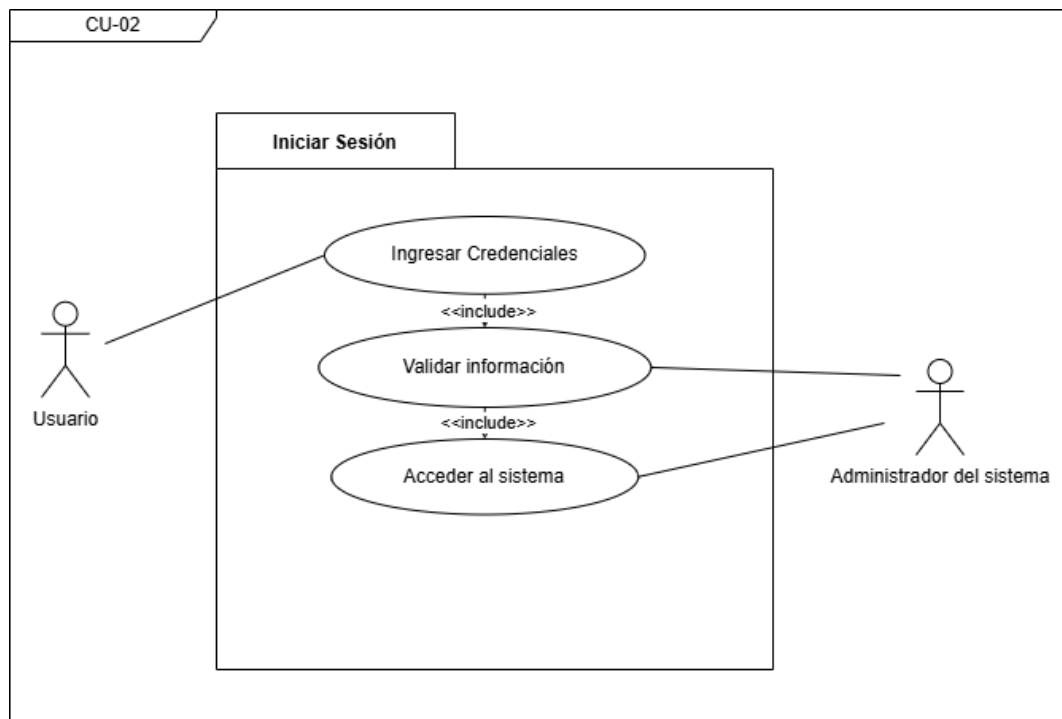 CU-02
Iniciar Sesión
Ingresar Credenciales
<<include>>
Validar información
<<include>>
Acceder al sistema
Usuario
Administrador del sistema